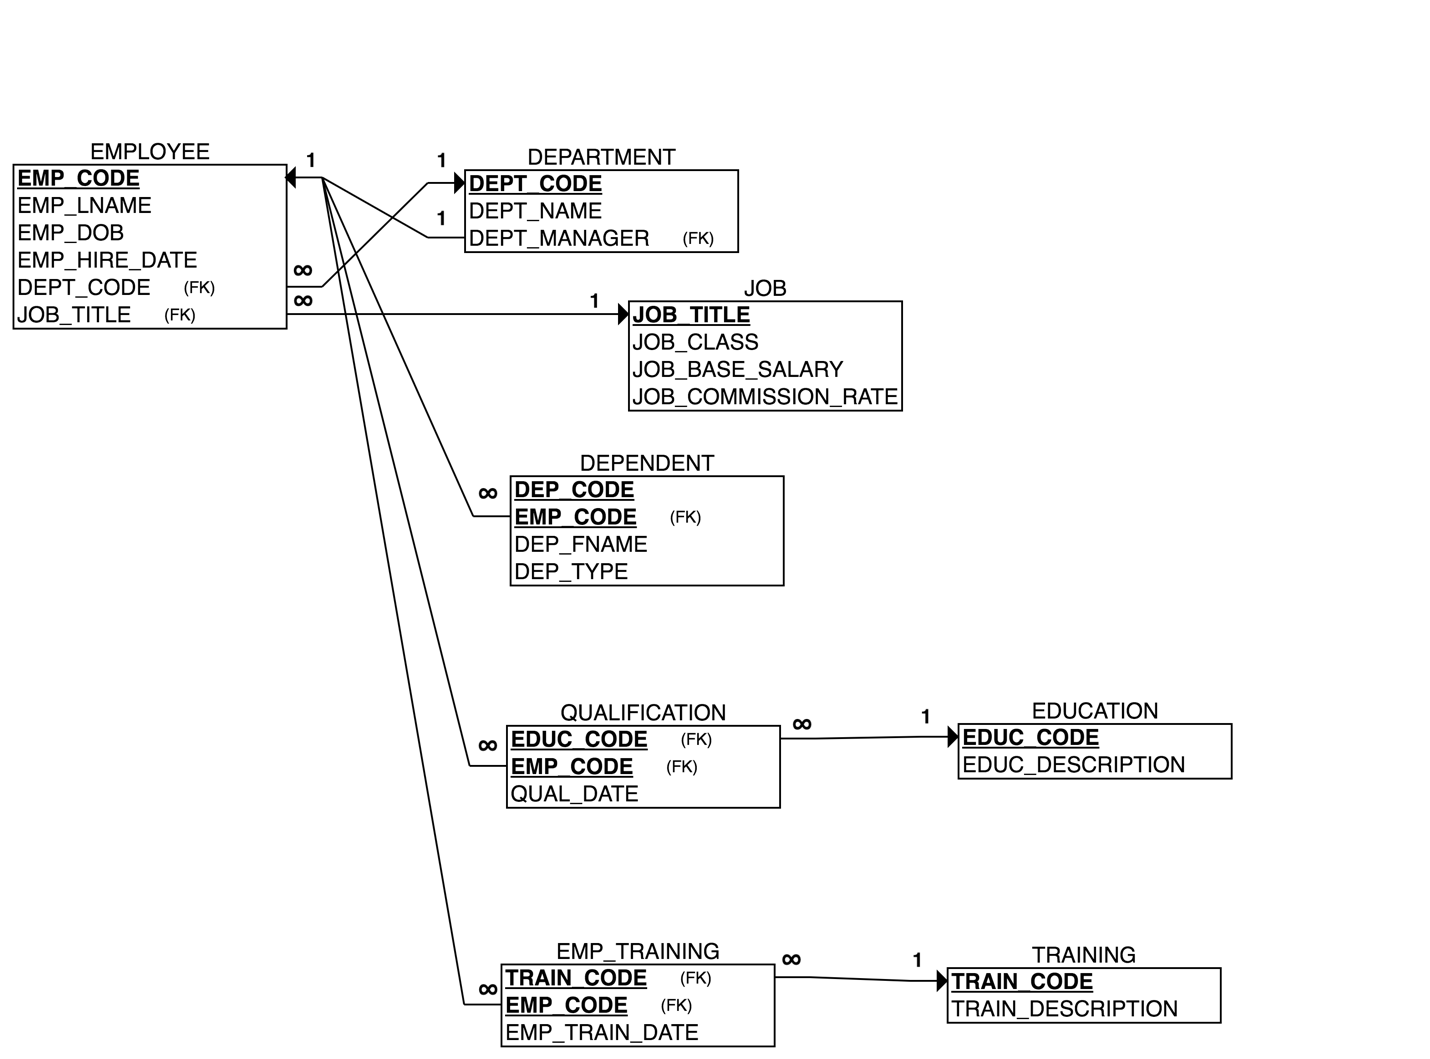 EMPLOYEE
EMP_CODE
EMP_LNAME
EMP_DOB
EMP_HIRE_DATE
DEPT_CODE (FK)
JOB_TITLE (FK)
1
∞
∞
1
1
DEPARTMENT
DEPT_CODE
DEPT_NAME
DEPT_MANAGER (FK)
1
JOB
JOB_TITLE
JOB_CLASS
JOB_BASE_SALARY
JOB_COMMISSION_RATE
∞
DEPENDENT
DEP_CODE
EMP_CODE (FK)
DEP_FNAME
DEP_TYPE
∞
QUALIFICATION
EDUC_CODE (FK)
EMP_CODE (FK)
QUAL_DATE
∞
1
EDUCATION
EDUC_CODE
EDUC_DESCRIPTION
∞
EMP_TRAINING
TRAIN_CODE (FK)
EMP_CODE (FK)
EMP_TRAIN_DATE
∞
1
TRAINING
TRAIN_CODE
TRAIN_DESCRIPTION